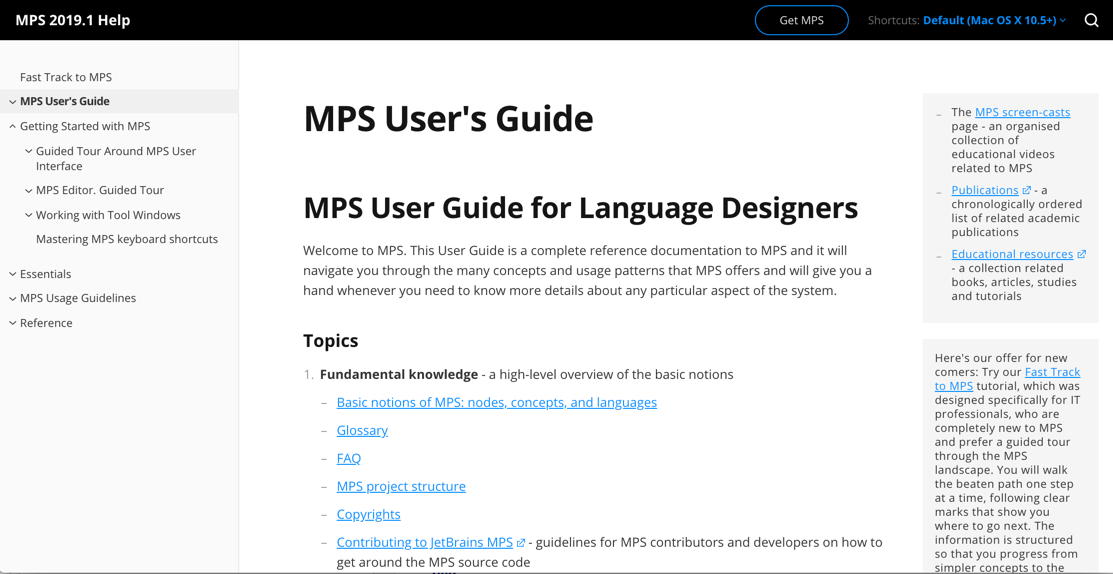 MPS 2019.1 Help
Get MPS
Shortcuts: Default (Mac OS X 10.5+)
Fast Track to MPS
MPS User's Guide
Getting Started with MPS
Guided Tour Around MPS User
Interface
MPS Editor. Guided Tour
Working with Tool Windows
Mastering MPS keyboard shortcuts
Essentials
MPS Usage Guidelines
Reference
MPS User's Guide
MPS User Guide for Language Designers
Welcome to MPS. This User Guide is a complete reference documentation to MPS and it will
navigate you through the many concepts and usage patterns that MPS offers and will give you a
hand whenever you need to know more details about any particular aspect of the system.
Topics
1. Fundamental knowledge - a high-level overview of the basic notions
– Basic notions of MPS: nodes, concepts, and languages
– Glossary
– FAQ
– MPS project structure
– Copyrights
– Contributing to JetBrains MPS - guidelines for MPS contributors and developers on how to
get around the MPS source code
– The MPS screen-casts
page - an organised
collection of
educational videos
related to MPS
– Publications - a
chronologically ordered
list of related academic
publications
– Educational resources
- a collection related
books, articles, studies
and tutorials
Here's our offer for new
comers: Try our Fast Track
to MPS tutorial, which was
designed specifically for IT
professionals, who are
completely new to MPS
and prefer a guided tour
through the MPS
landscape. You will walk
the beaten path one step
at a time, following clear
marks that show you
where to go next. The
information is structured
so that you progress from
simpler concepts to the